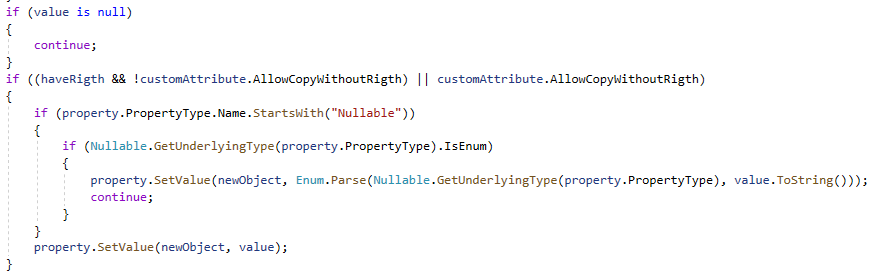 if (value is null)
{
continue;
}
if ((haveRigth && !customAttribute.AllowCopyWithoutRigth) || customAttribute.AllowCopyWithoutRigth)
{
if (property.PropertyType.Name.StartsWith("Nullable"))
{
if (Nullable.GetUnderlyingType(property.PropertyType).IsEnum)
{
property.SetValue(newObject, Enum.Parse(Nullable.GetUnderlyingType(property.PropertyType), value.ToString()));
continue;
}
}
property.SetValue(newObject, value);
}